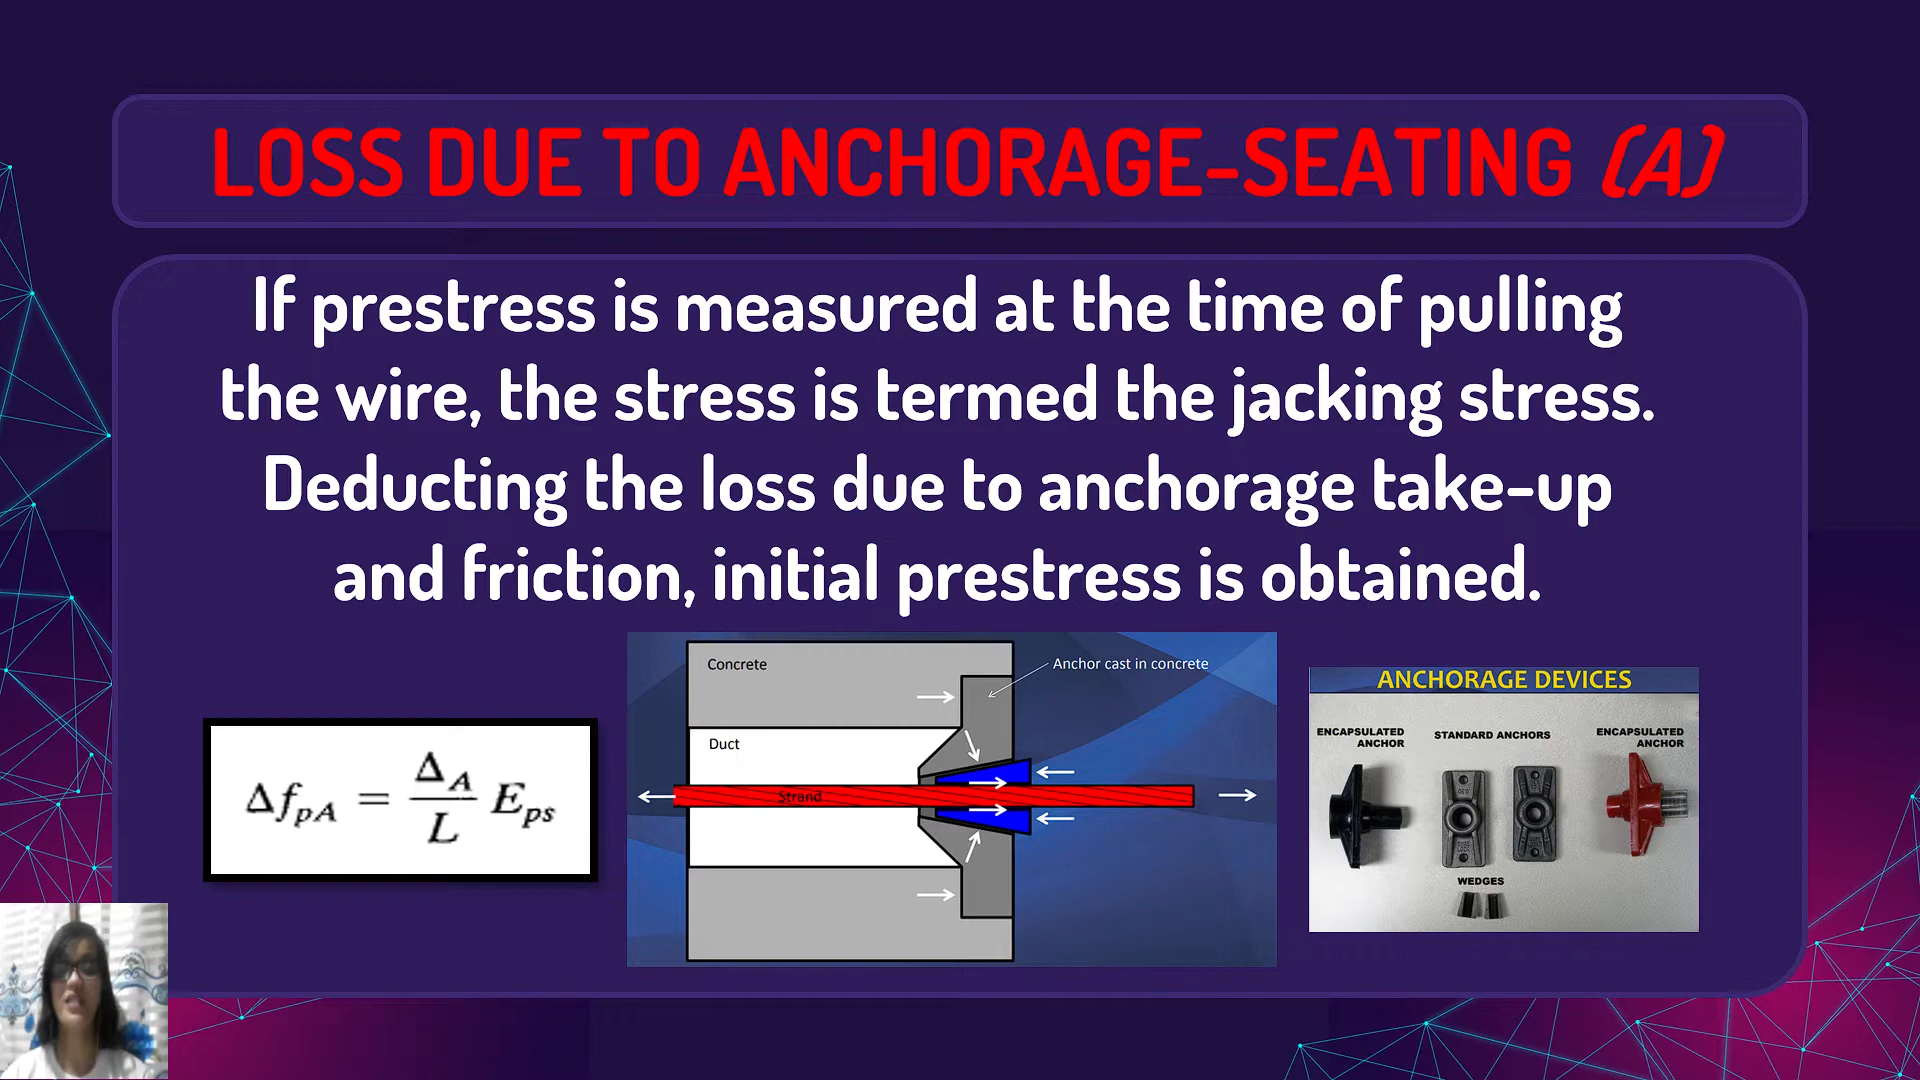 LOSS DUE TO ANCHORAGE-SEATING (A)
If prestress is measured at the time of pulling
the wire, the stress is termed the jacking stress.
Deducting the loss due to anchorage take-up
and friction, initial prestress is obtained.
Δf_pA = Δ_A / L E_ps
Concrete
Anchor cast in concrete
Duct
Strand
ANCHORAGE DEVICES
ENCAPSULATED
ANCHOR
STANDARD ANCHORS
ENCAPSULATED
ANCHOR
WEDGES